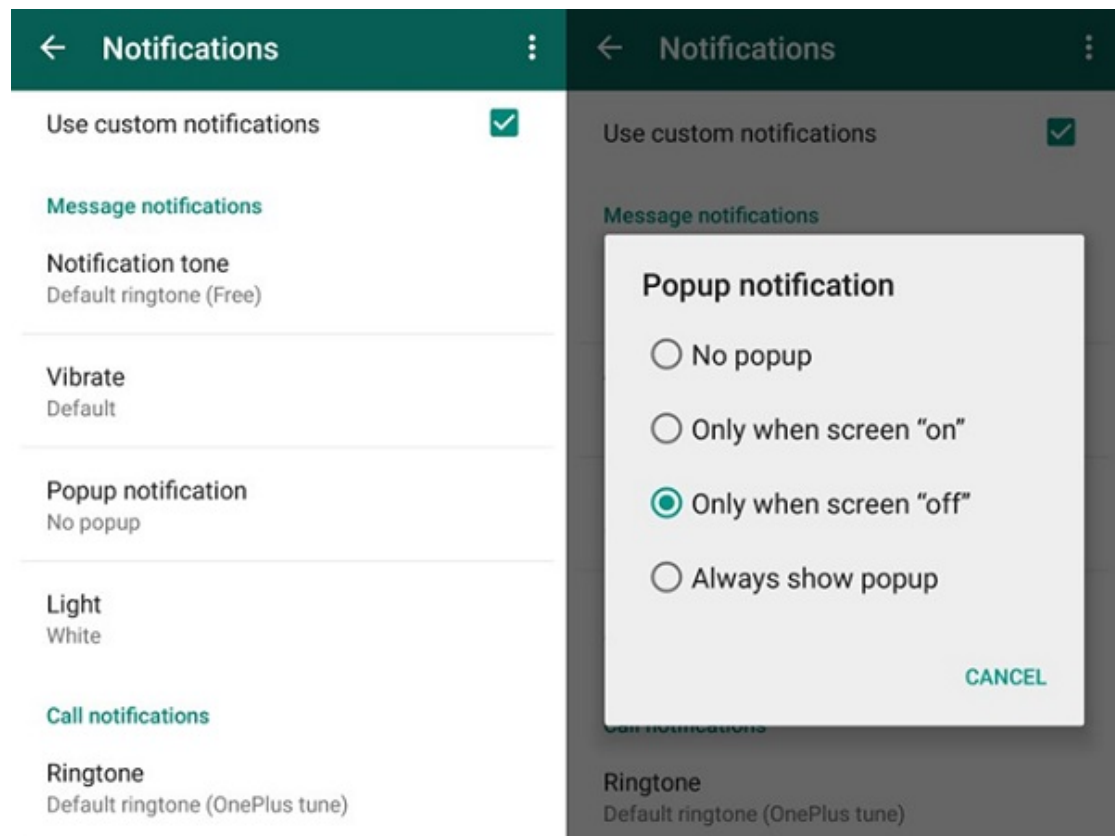 Notifications
Use custom notifications
Message notifications
Notification tone
Default ringtone (Free)
Vibrate
Default
Popup notification
No popup
Light
White
Call notifications
Ringtone
Default ringtone (OnePlus tune)
Notifications
Use custom notifications
Message notifications
Popup notification
No popup
Only when screen “on”
Only when screen “off”
Always show popup
CANCEL
Call notifications
Ringtone
Default ringtone (OnePlus tune)